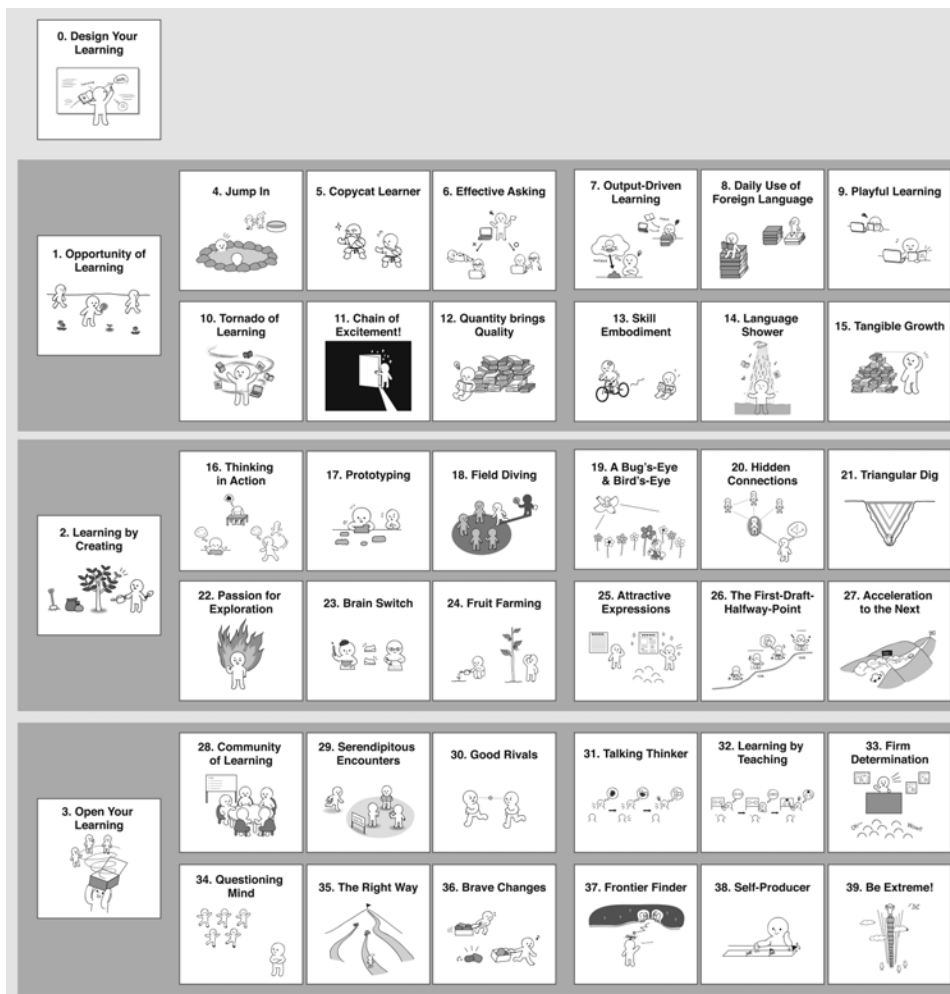 0. Design Your
Learning
1. Opportunity of
Learning
4. Jump In
5. Copycat Learner
6. Effective Asking
7. Output-Driven
Learning
8. Daily Use of
Foreign Language
9. Playful Learning
10. Tornado of
Learning
11. Chain of
Excitement!
12. Quantity brings
Quality
13. Skill
Embodiment
14. Language
Shower
15. Tangible Growth
2. Learning by
Creating
16. Thinking
in Action
17. Prototyping
18. Field Diving
19. A Bug's-Eye
& Bird's-Eye
20. Hidden
Connections
21. Triangular Dig
22. Passion for
Exploration
23. Brain Switch
24. Fruit Farming
25. Attractive
Expressions
26. The First-Draft-
Halfway-Point
27. Acceleration
to the Next
3. Open Your
Learning
28. Community
of Learning
29. Serendipitous
Encounters
30. Good Rivals
31. Talking Thinker
32. Learning by
Teaching
33. Firm
Determination
34. Questioning
Mind
35. The Right Way
36. Brave Changes
37. Frontier Finder
38. Self-Producer
39. Be Extreme!